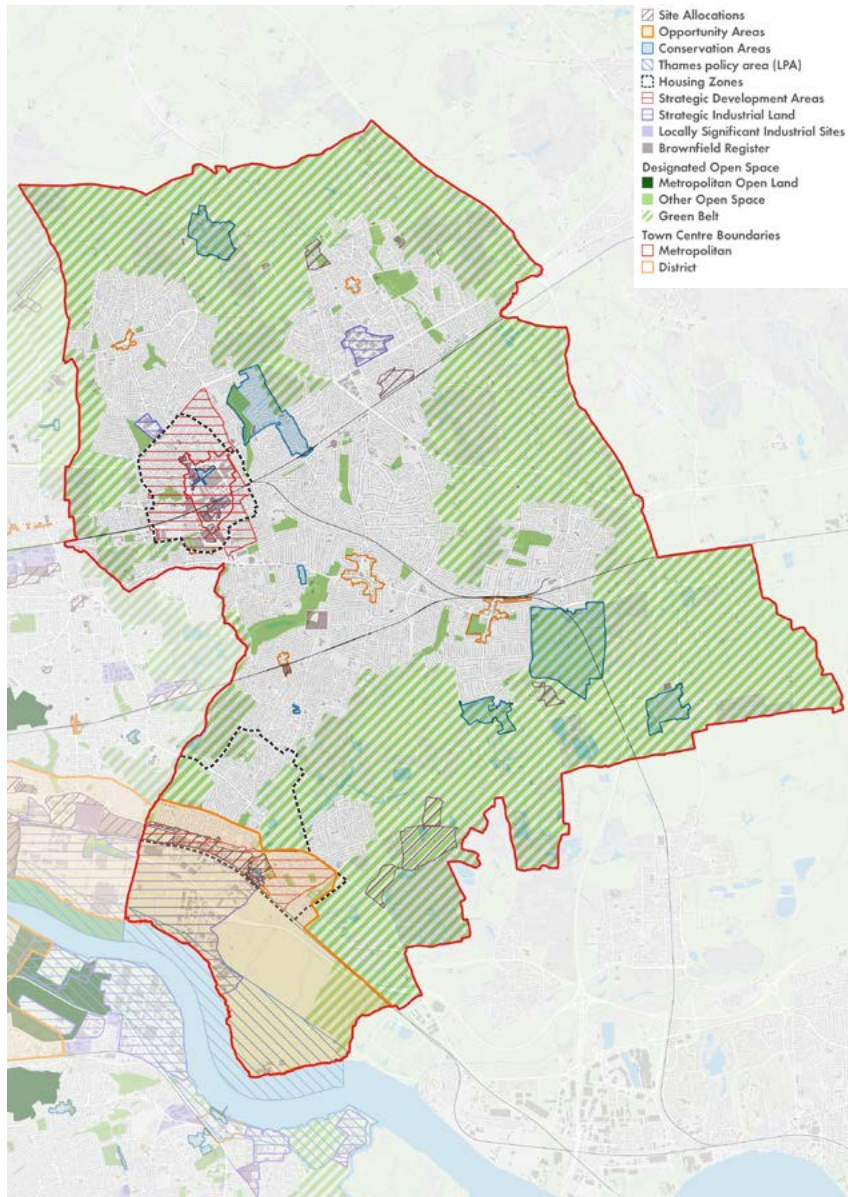 Site Allocations
Opportunity Areas
Conservation Areas
Thames policy area (LPA)
Housing Zones
Strategic Development Areas
Strategic Industrial Land
Locally Significant Industrial Sites
Brownfield Register
Designated Open Space
Metropolitan Open Land
Other Open Space
Green Belt
Town Centre Boundaries
Metropolitan
District